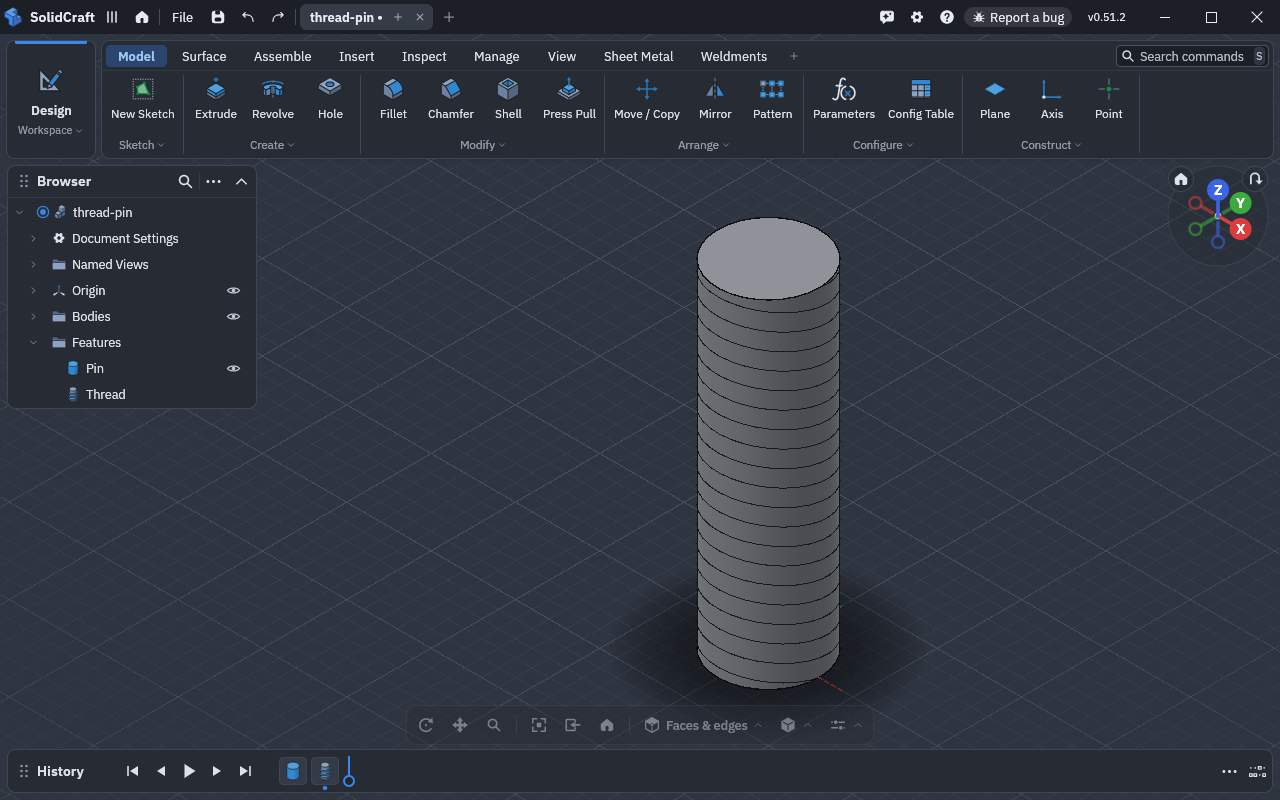 SolidCraft
File
thread-pin •
Report a bug
v0.51.2
Design
Workspace
Model
Surface
Assemble
Insert
Inspect
Manage
View
Sheet Metal
Weldments
Search commands
S
New Sketch
Extrude
Revolve
Hole
Fillet
Chamfer
Shell
Press Pull
Move / Copy
Mirror
Pattern
Parameters
Config Table
Plane
Axis
Point
Sketch
Create
Modify
Arrange
Configure
Construct
Browser
thread-pin
Document Settings
Named Views
Origin
Bodies
Features
Pin
Thread
Z
Y
X
Faces & edges
History